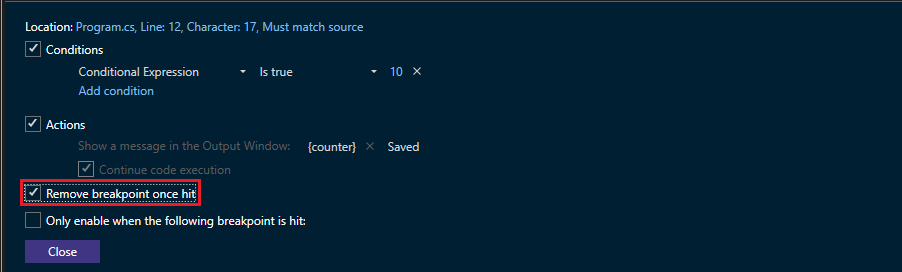 Location: Program.cs, Line: 12, Character: 17, Must match source
Conditions
Conditional Expression Is true 10
Add condition
Actions
Show a message in the Output Window: {counter} Saved
Continue code execution
Remove breakpoint once hit
Only enable when the following breakpoint is hit:
Close